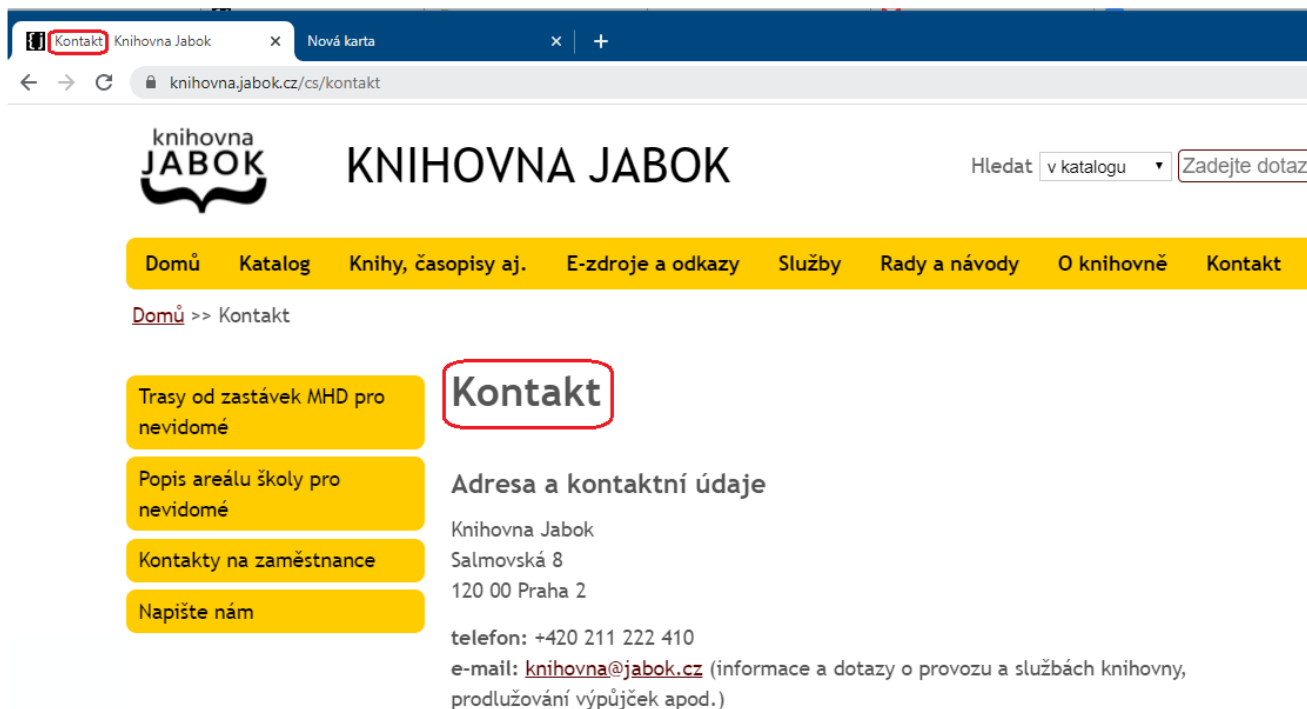 Kontakt Knihovna Jabok
Nová karta
knihovna.jabok.cz/cs/kontakt
knihovna
JABOK
KNIHOVNA JABOK
Hledat v katalogu Zadejte dotaz
Domů Katalog Knihy, časopisy aj. E-zdroje a odkazy Služby Rady a návody O knihovně Kontakt
Domů >> Kontakt
Trasy od zastávek MHD pro
nevidomé
Popis areálu školy pro
nevidomé
Kontakty na zaměstnance
Napište nám
Kontakt
Adresa a kontaktní údaje
Knihovna Jabok
Salmovská 8
120 00 Praha 2
telefon: +420 211 222 410
e-mail: knihovna@jabok.cz (informace a dotazy o provozu a službách knihovny,
prodlužování výpůjček apod.)